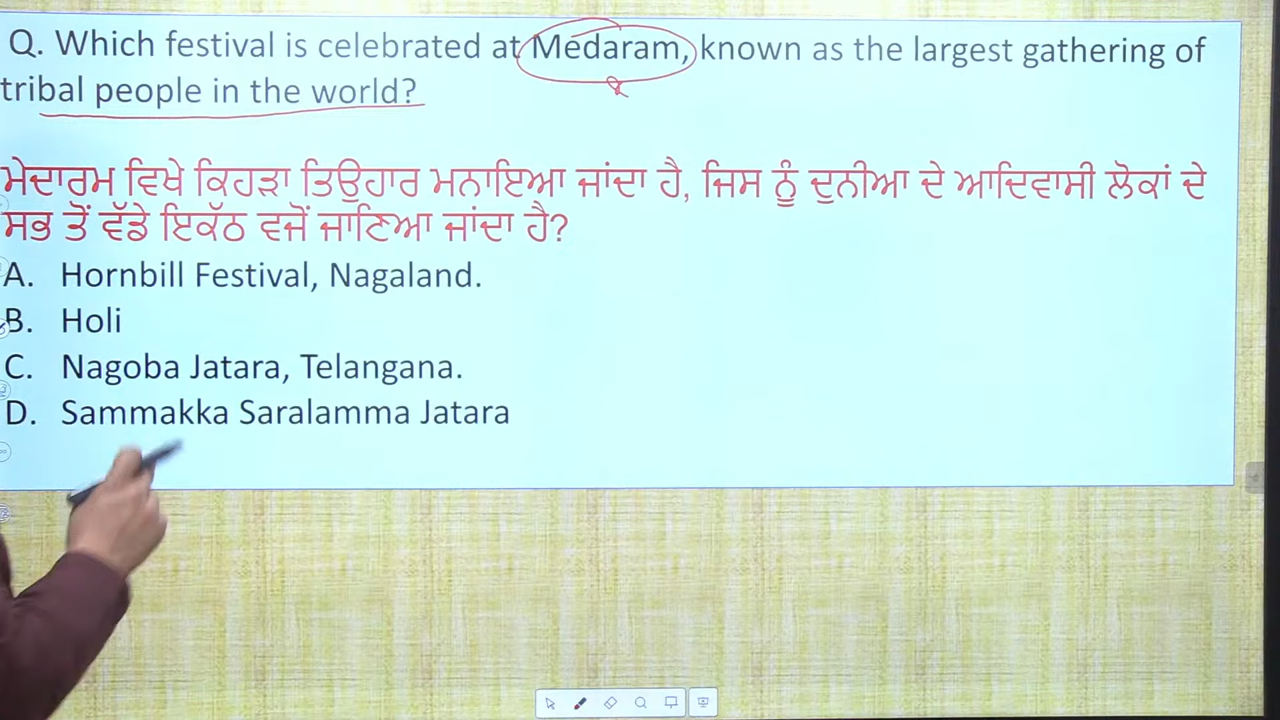 Q. Which festival is celebrated at Medaram, known as the largest gathering of
tribal people in the world?
ਮੇਦਾਰਮ ਵਿਖੇ ਕਿਹੜਾ ਤਿਉਹਾਰ ਮਨਾਇਆ ਜਾਂਦਾ ਹੈ, ਜਿਸ ਨੂੰ ਦੁਨੀਆ ਦੇ ਆਦਿਵਾਸੀ ਲੋਕਾਂ ਦੇ
ਸਭ ਤੋਂ ਵੱਡੇ ਇਕੱਠ ਵਜੋਂ ਜਾਣਿਆ ਜਾਂਦਾ ਹੈ?
A. Hornbill Festival, Nagaland.
B. Holi
C. Nagoba Jatara, Telangana.
D. Sammakka Saralamma Jatara